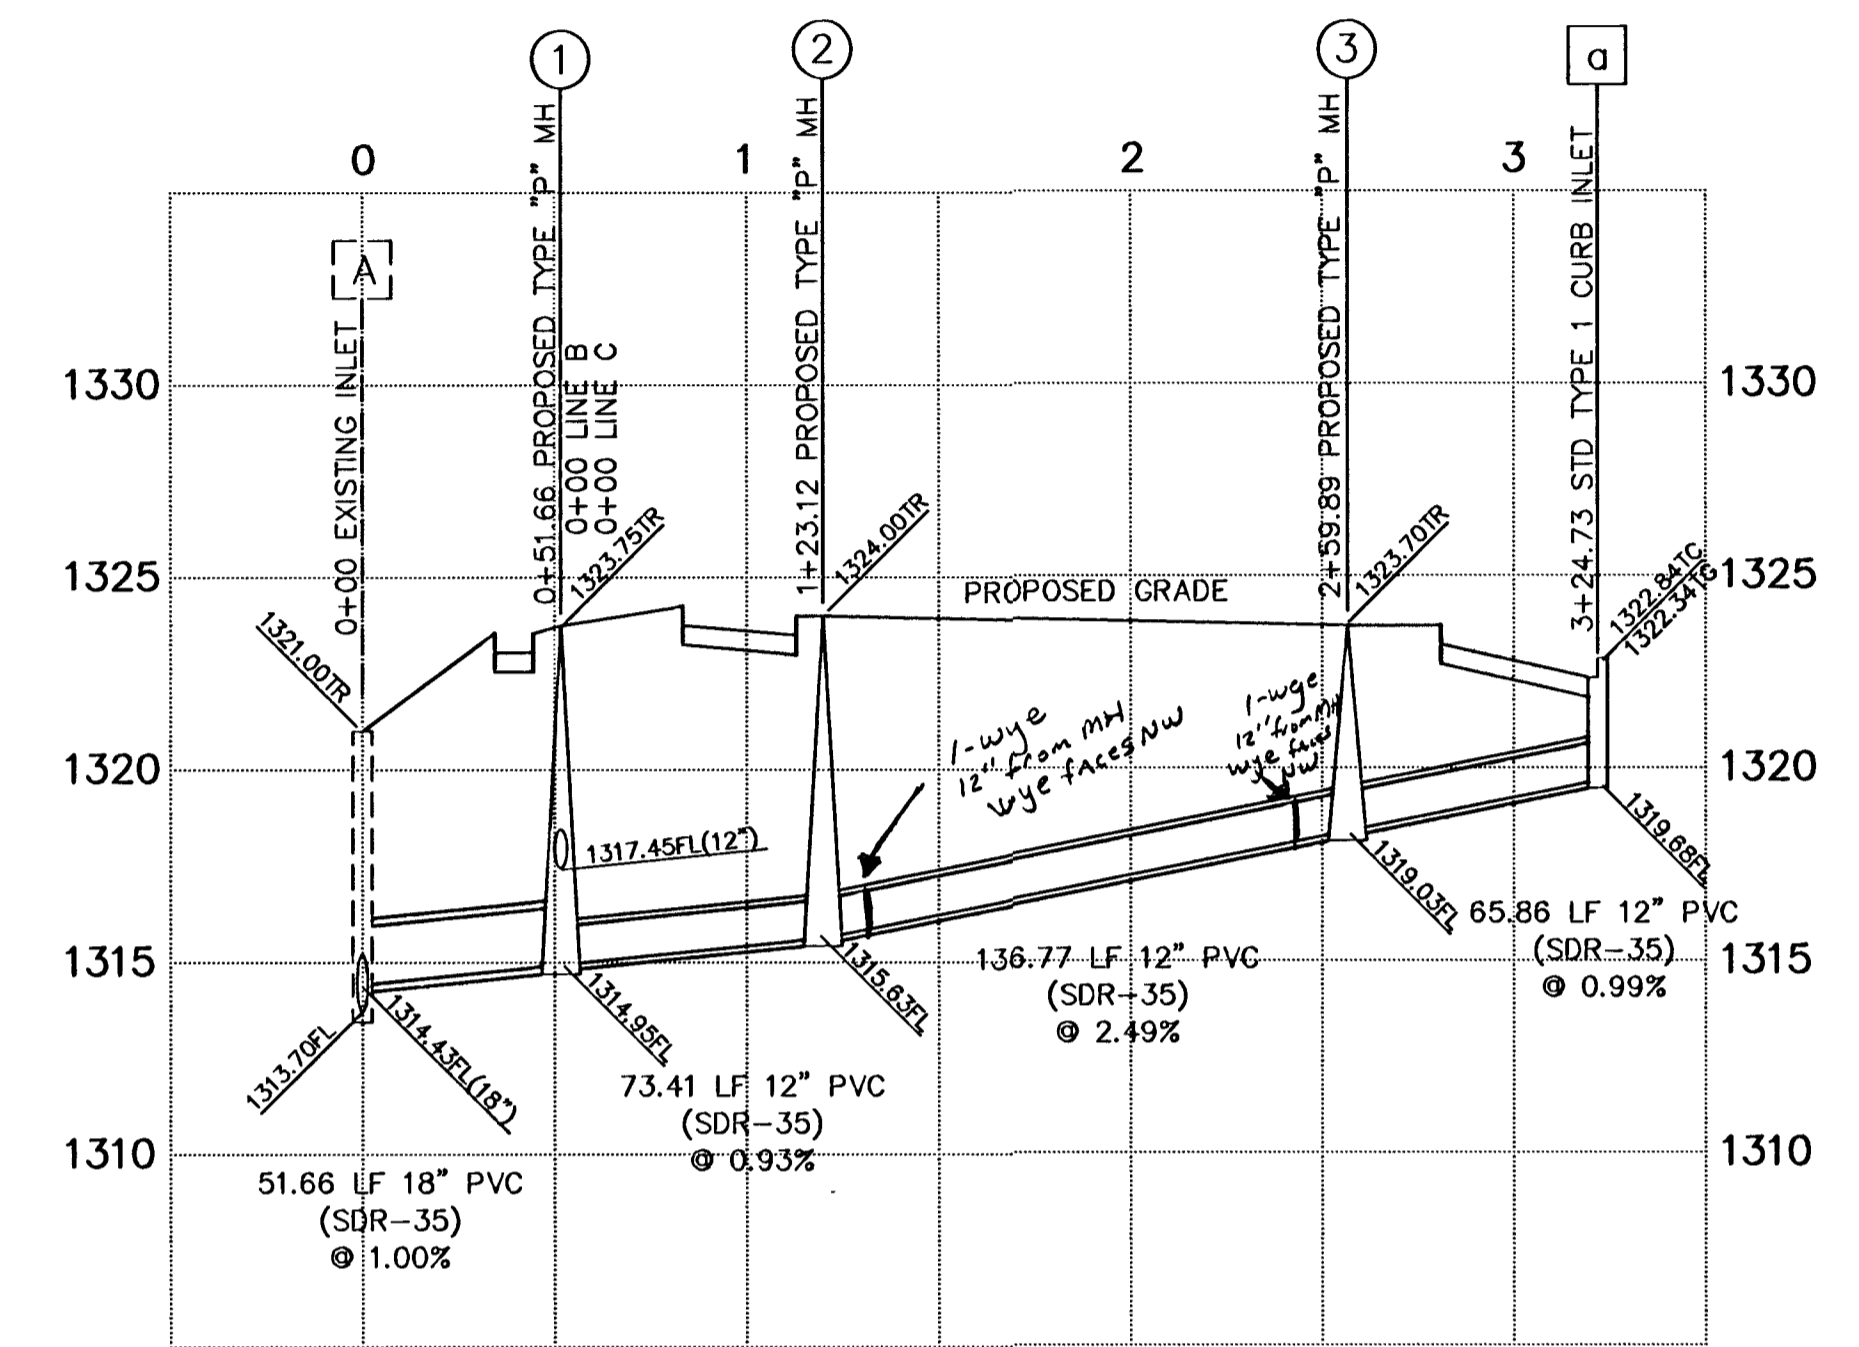 1
2
3
a
0
1
2
3
A
0+00 EXISTING INLET
0+51.66 PROPOSED TYPE "P" MH
0+00 LINE B
0+00 LINE C
1+23.12 PROPOSED TYPE "P" MH
2+59.89 PROPOSED TYPE "P" MH
3+24.73 STD TYPE 1 CURB INLET
1330
1330
1325
1325
1320
1320
1315
1315
1310
1310
1321.00TR
1323.75TR
1324.00TR
PROPOSED GRADE
1323.70TR
1322.84TC
1322.34TG
1-wye
12" from MH
wye faces NW
1-wye
12" from MH
wye faces
NW
1317.45FL(12")
1313.70FL
1314.43FL(18")
1314.95FL
1315.63FL
1319.03FL
1319.68FL
51.66 LF 18" PVC
(SDR-35)
@ 1.00%
73.41 LF 12" PVC
(SDR-35)
@ 0.93%
136.77 LF 12" PVC
(SDR-35)
@ 2.49%
65.86 LF 12" PVC
(SDR-35)
@ 0.99%